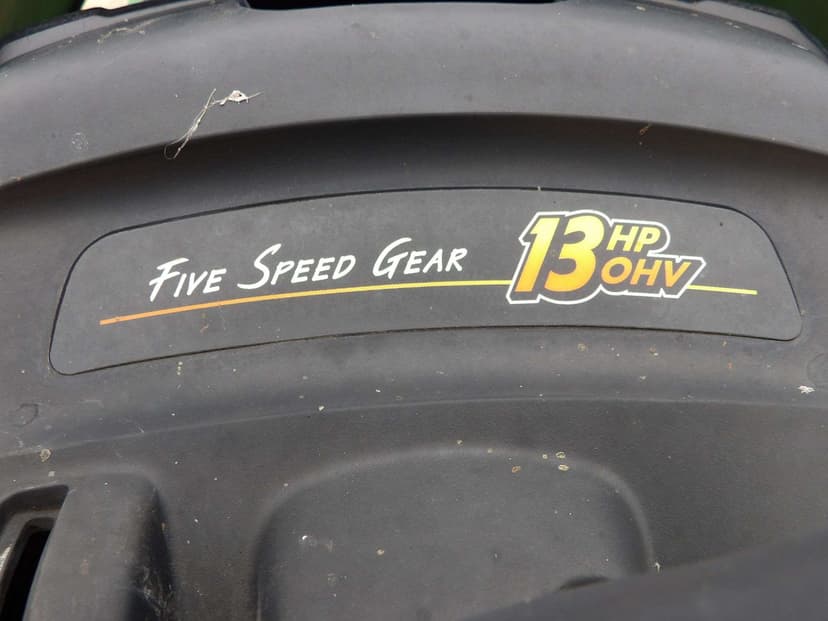 Five Speed Gear 13 HP
OHV